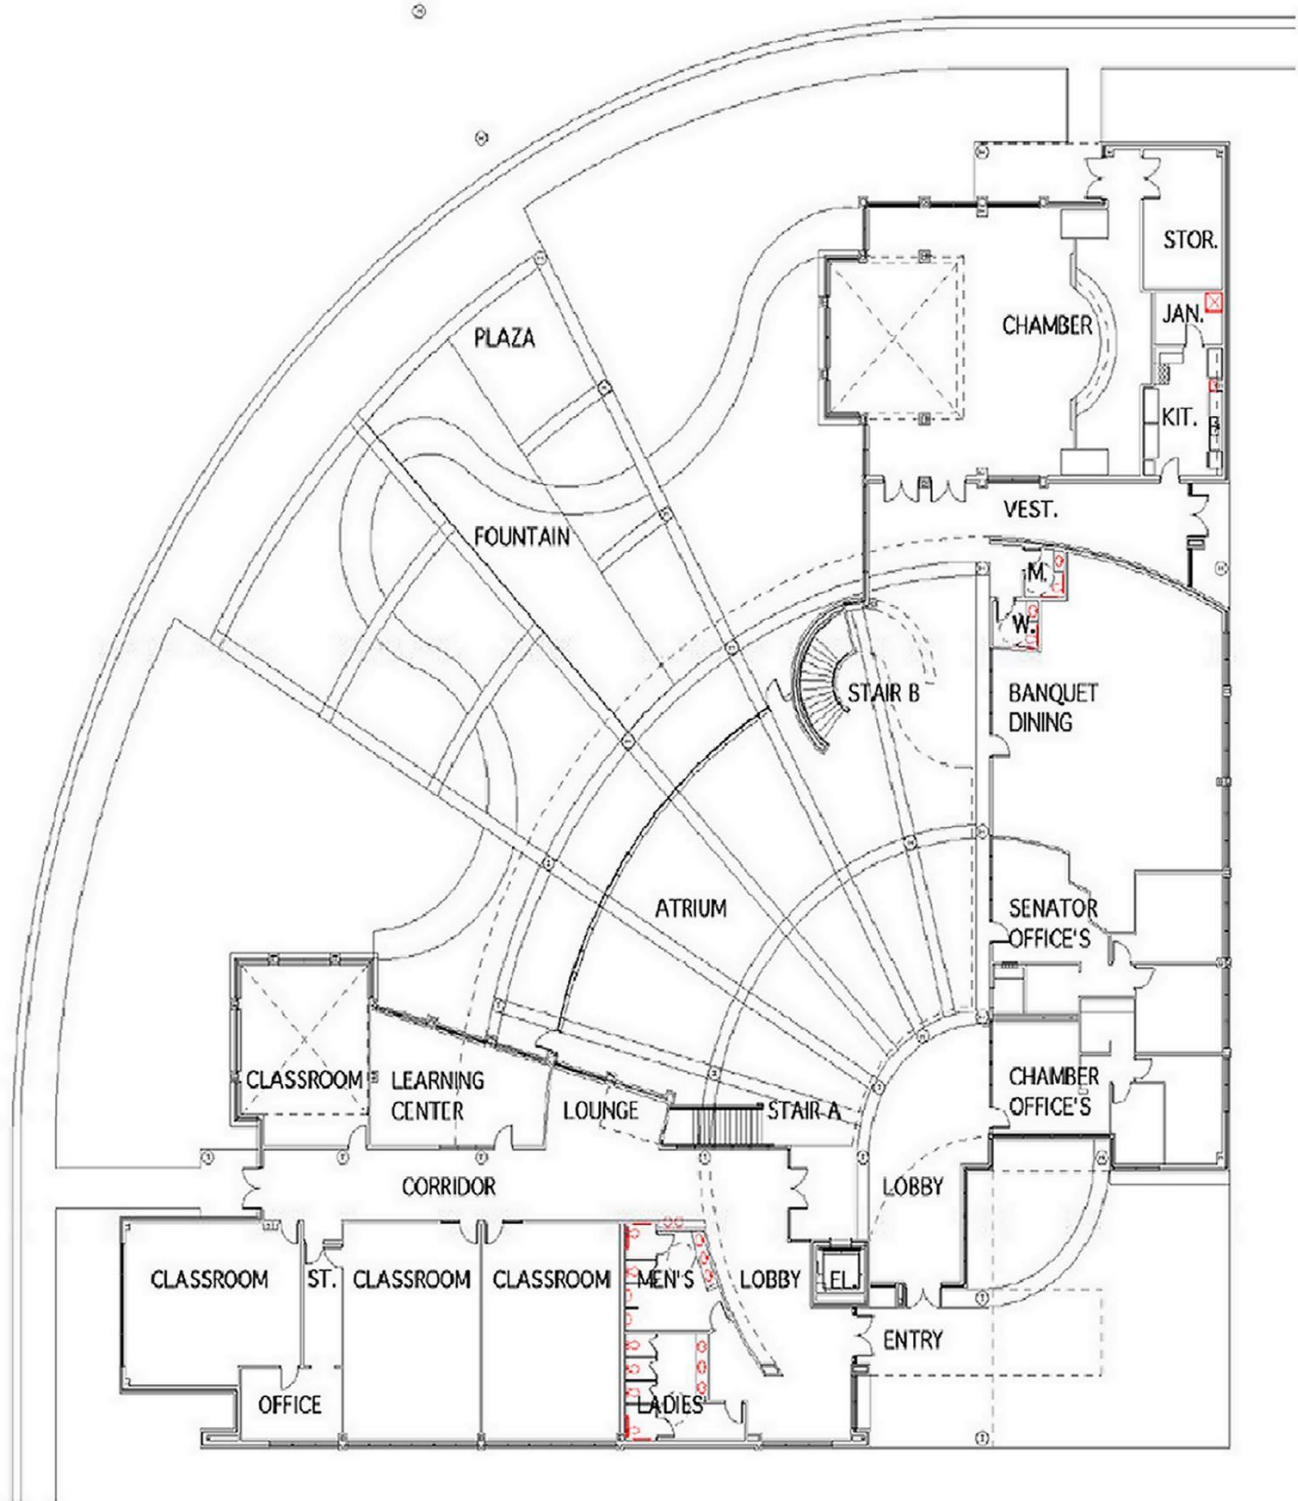 STOR.
PLAZA
CHAMBER
JAN.
KIT.
VEST.
FOUNTAIN
M.
W.
STAIR B
BANQUET
DINING
ATRIUM
SENATOR
OFFICE'S
CLASSROOM
LEARNING
CENTER
LOUNGE
STAIR A
CHAMBER
OFFICE'S
CORRIDOR
LOBBY
CLASSROOM
ST.
CLASSROOM
CLASSROOM
MEN'S
LOBBY
EL.
ENTRY
OFFICE
LADIES'